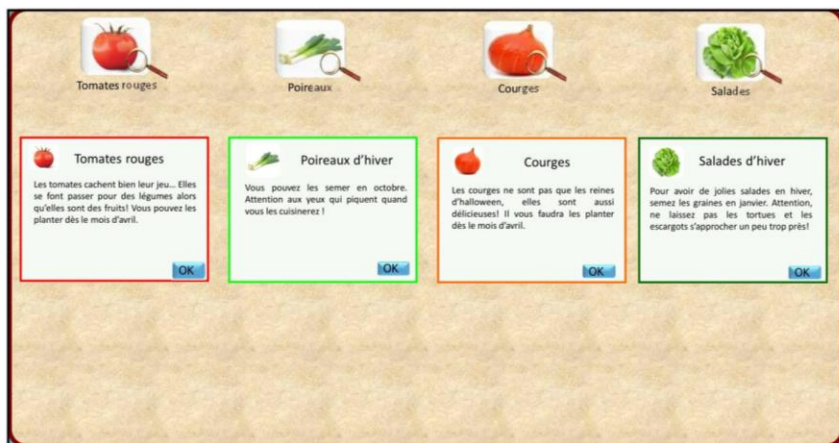 Tomates rouges
Poireaux
Courges
Salades
Tomates rouges
Les tomates cachent bien leur jeu... Elles
se font passer pour des légumes alors
qu'elles sont des fruits! Vous pouvez les
planter dès le mois d'avril.
OK
Poireaux d'hiver
Vous pouvez les semer en octobre.
Attention aux yeux qui piquent quand
vous les cuisinerez !
OK
Courges
Les courges ne sont pas que les reines
d'halloween, elles sont aussi
délicieuses! Il vous faudra les planter
dès le mois d'avril.
OK
Salades d'hiver
Pour avoir de jolies salades en hiver,
semez les graines en janvier. Attention,
ne laissez pas les tortues et les
escargots s'approcher un peu trop près!
OK